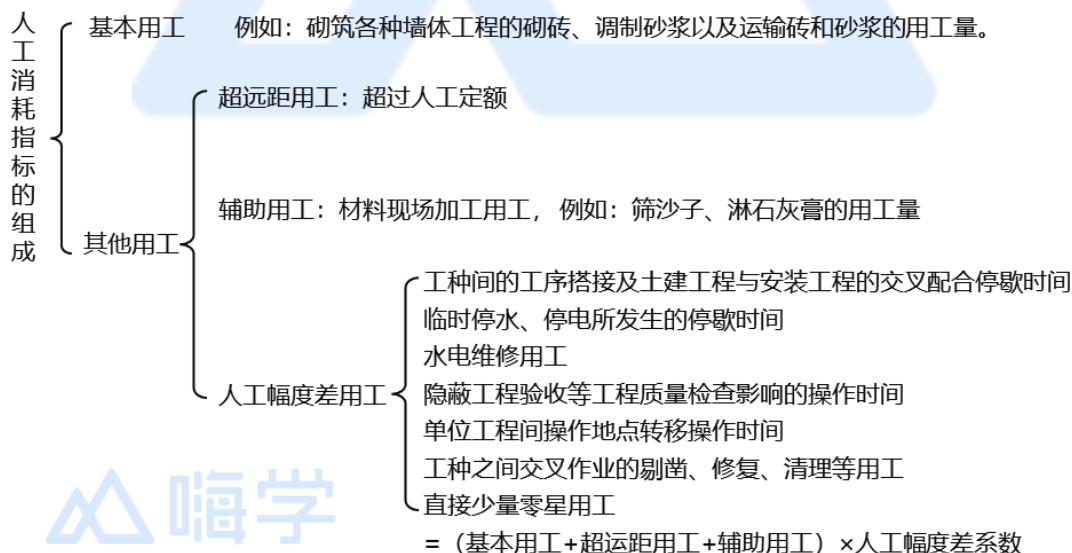 人工消耗指标的组成
基本用工 例如：砌筑各种墙体工程的砌砖、调制砂浆以及运输砖和砂浆的用工量。
其他用工
超远距用工：超过人工定额
辅助用工：材料现场加工用工，例如：筛沙子、淋石灰膏的用工量
人工幅度差用工
工种间的工序搭接及土建工程与安装工程的交叉配合停歇时间
临时停水、停电所发生的停歇时间
水电维修用工
隐蔽工程验收等工程质量检查影响的操作时间
单位工程间操作地点转移操作时间
工种之间交叉作业的剔凿、修复、清理等用工
直接少量零星用工
=（基本用工+超运距用工+辅助用工）×人工幅度差系数
嗨学